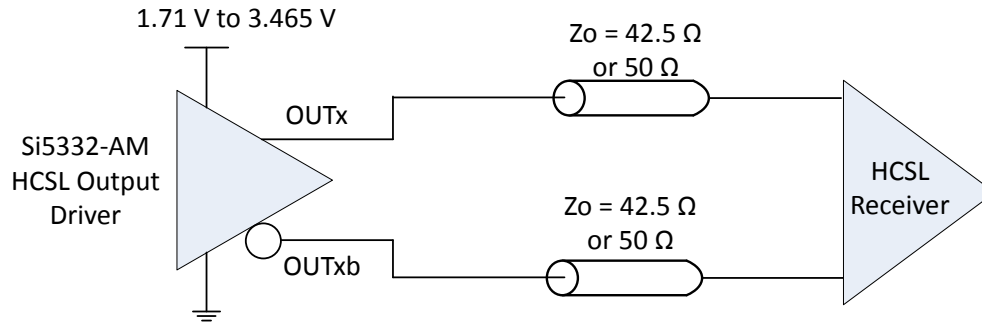 1.71 V to 3.465 V
Zo = 42.5 Ω
or 50 Ω
OUTx
Si5332-AM
HCSL Output
Driver
HCSL
Receiver
Zo = 42.5 Ω
or 50 Ω
OUTxb